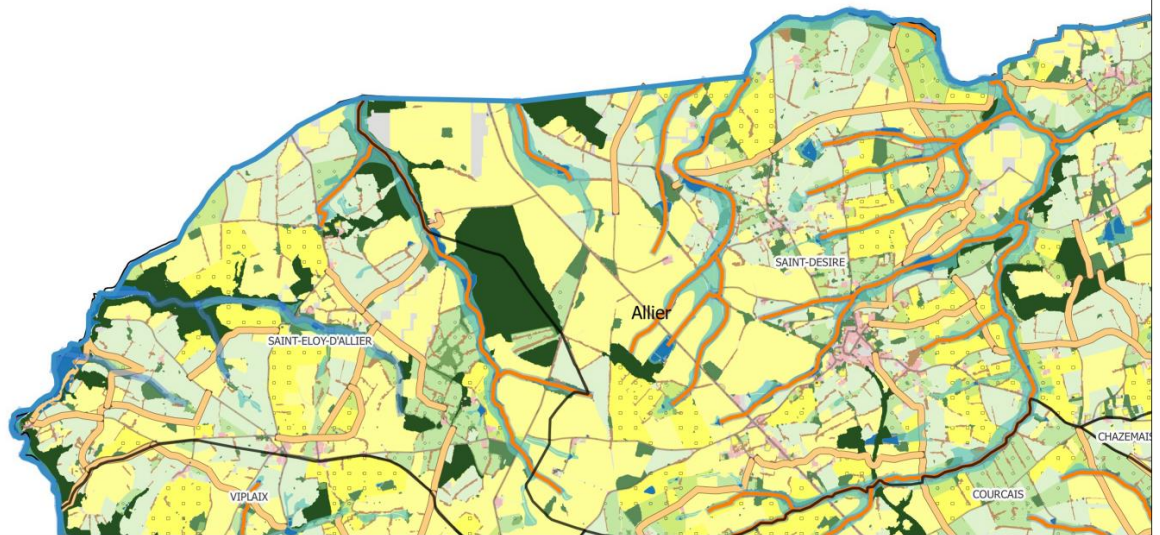 SAINT-DESIRE
Allier
SAINT-ELOY-D'ALLIER
CHAZEMAIS
VIPLAIX
COURCAIS